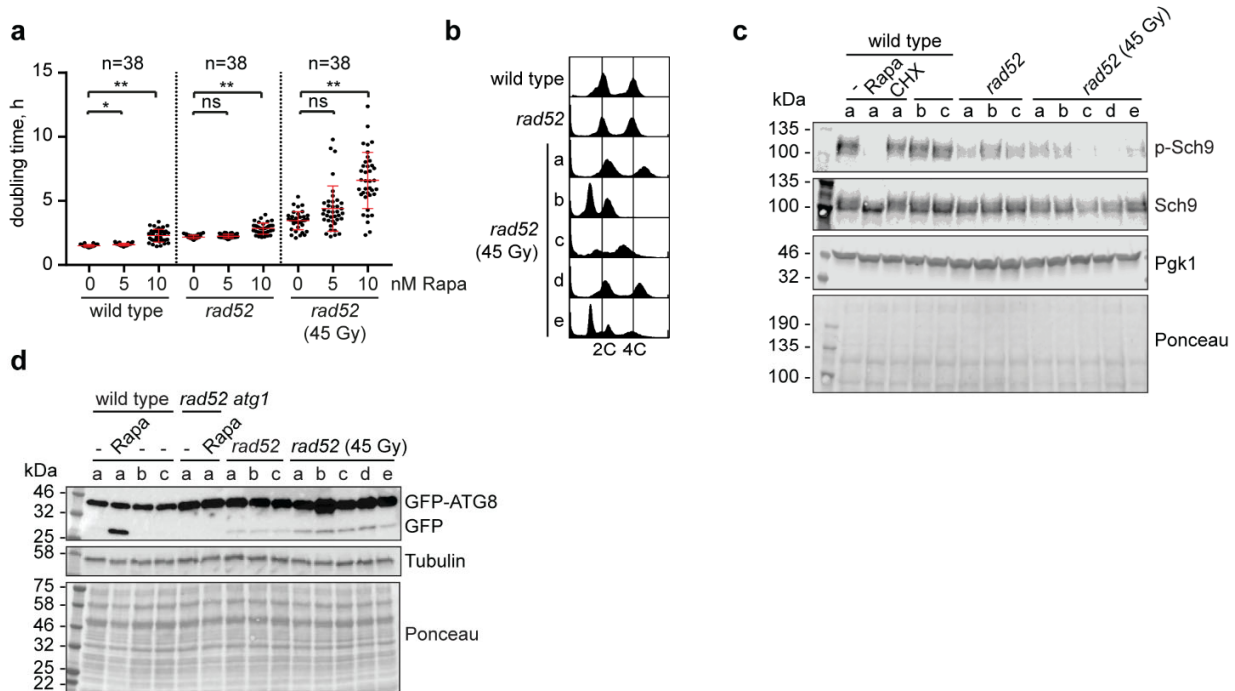 a
n=38 n=38 n=38
** ** **
* ns ns
15
10
5
0
doubling time, h
0 5 10 0 5 10 0 5 10 nM Rapa
wild type rad52 rad52
(45 Gy)
b
wild type
rad52
a
b
rad52
(45 Gy)
c
d
e
2C 4C
c
wild type
- Rapa CHX rad52 rad52 (45 Gy)
kDa a a a b c a b c a b c d e
135 -
100 -
p-Sch9
135 -
100 -
Sch9
46 -
32 -
Pgk1
190 -
135 -
100 -
Ponceau
d
wild type rad52 atg1
- Rapa - - - Rapa rad52 rad52 (45 Gy)
kDa a a b c a a a b c a b c d e
46 -
32 -
25 -
GFP-ATG8
GFP
58 -
Tubulin
75 -
58 -
46 -
32 -
25 -
22 -
Ponceau